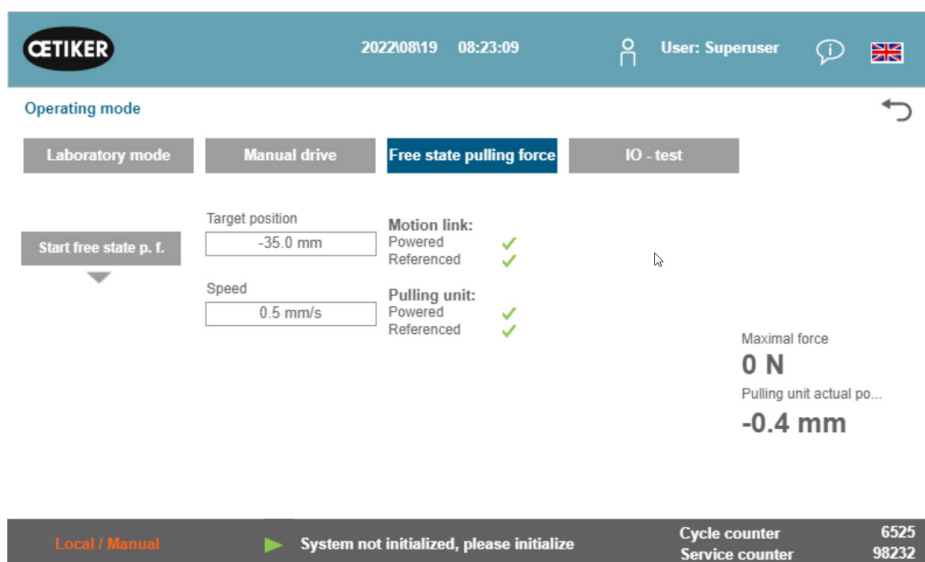 ŒTIKER
2022\08\19 08:23:09
User: Superuser
Operating mode
Laboratory mode
Manual drive
Free state pulling force
IO - test
Start free state p. f.
Target position
-35.0 mm
Speed
0.5 mm/s
Motion link:
Powered
Referenced
Pulling unit:
Powered
Referenced
Maximal force
0 N
Pulling unit actual po...
-0.4 mm
Local / Manual
System not initialized, please initialize
Cycle counter 6525
Service counter 98232